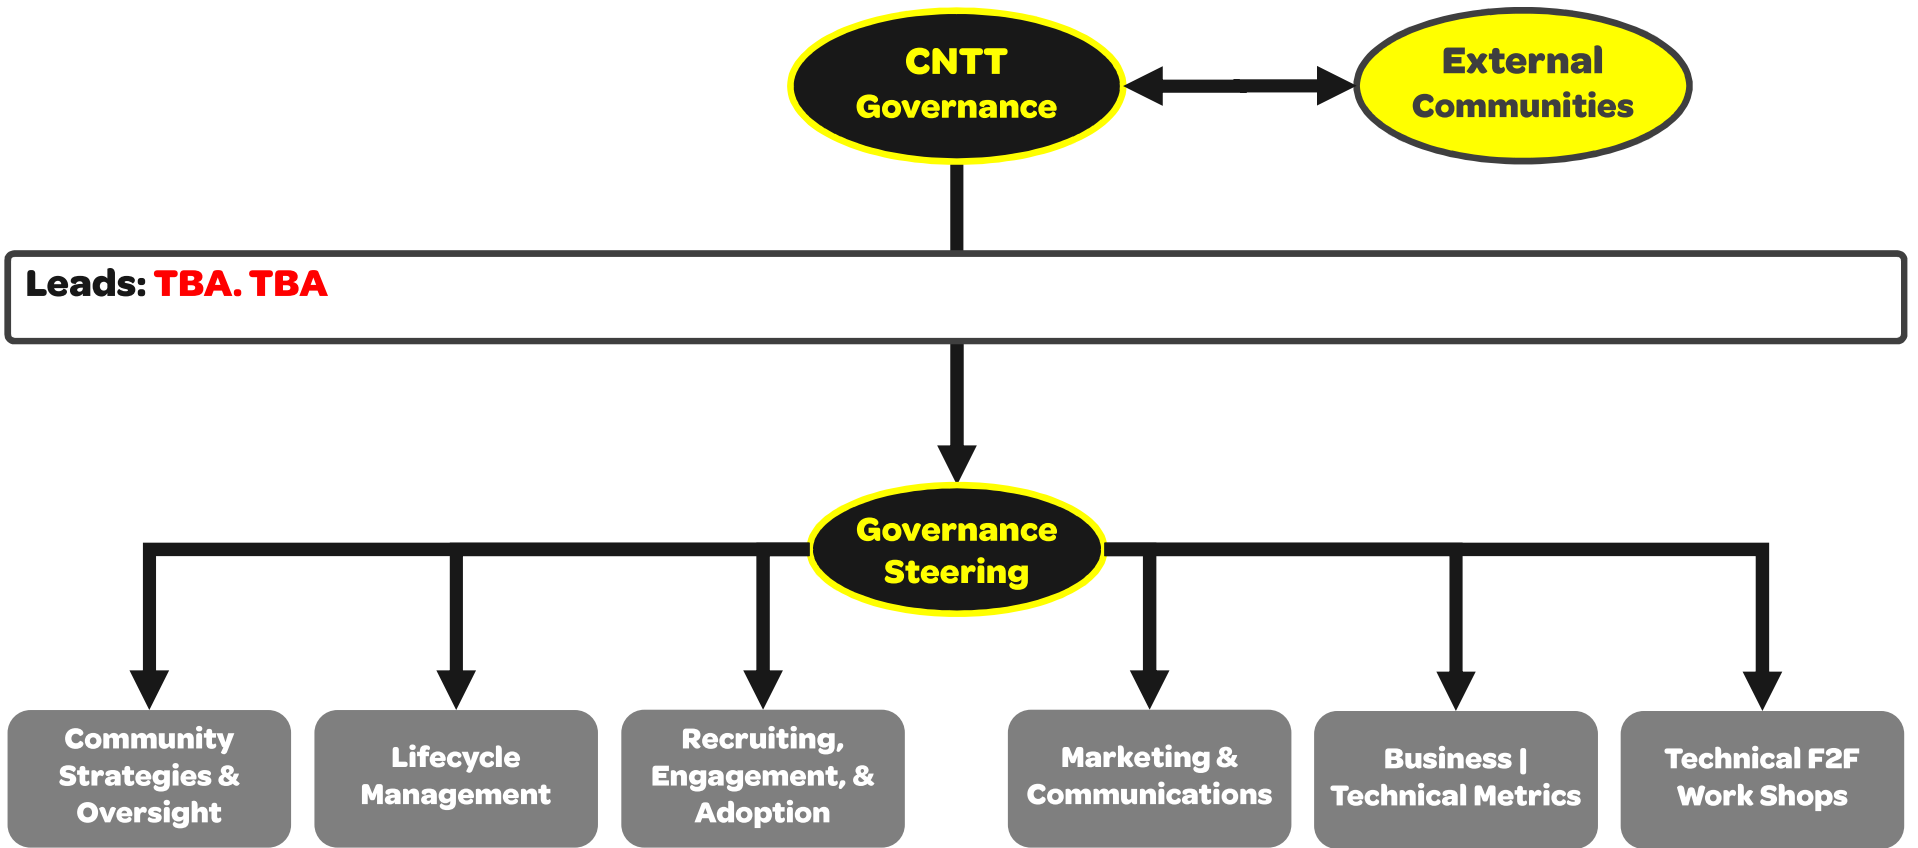 CNTT
Governance
External
Communities
Leads: TBA. TBA
Governance
Steering
Community
Strategies &
Oversight
Lifecycle
Management
Recruiting,
Engagement, &
Adoption
Marketing &
Communications
Business |
Technical Metrics
Technical F2F
Work Shops